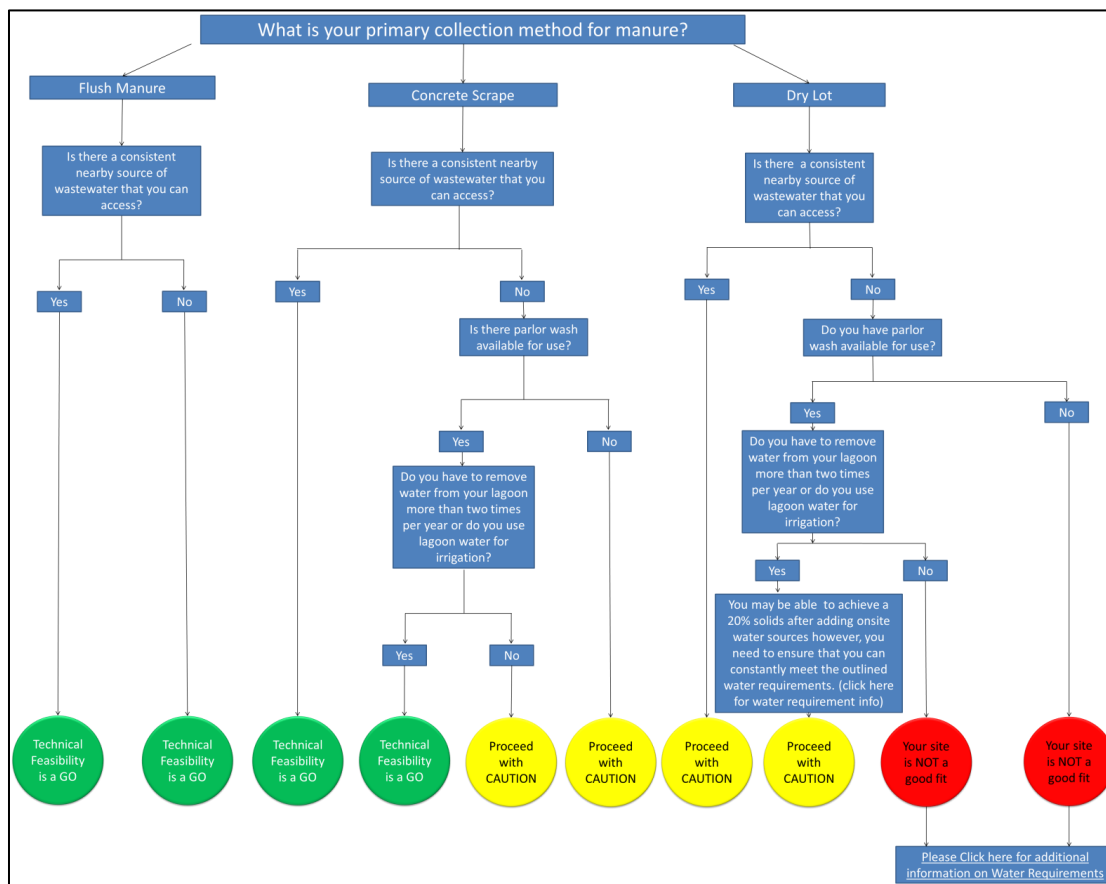 What is your primary collection method for manure?
Flush Manure
Concrete Scrape
Dry Lot
Is there a consistent
nearby source of
wastewater that you can
access?
Is there a consistent nearby
source of wastewater that you
can access?
Is there  a consistent
nearby source of
wastewater that you
can access?
Yes
No
Yes
No
Yes
No
Is there parlor wash
available for use?
Do you have parlor
wash available for use?
Yes
No
Yes
No
Do you have to remove
water from your lagoon
more than two times
per year or do you use
lagoon water for
irrigation?
Do you have to remove
water from your lagoon
more than two times
per year or do you use
lagoon water for
irrigation?
Yes
No
Yes
No
You may be able  to achieve a
20% solids after adding onsite
water sources however, you
need to ensure that you can
constantly meet the outlined
water requirements. (click here
for water requirement info)
Technical
Feasibility
is a GO
Technical
Feasibility
is a GO
Technical
Feasibility
is a GO
Technical
Feasibility
is a GO
Proceed
with
CAUTION
Proceed
with
CAUTION
Proceed
with
CAUTION
Proceed
with
CAUTION
Your site
is NOT a
good fit
Your site
is NOT a
good fit
Please Click here for additional
information on Water Requirements